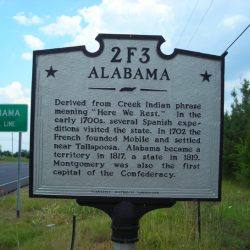 2F3
ALABAMA
Derived from Creek Indian phrase
meaning "Here We Rest." In the
early 1700s, several Spanish expe-
ditions visited the state. In 1702 the
French founded Mobile and settled
near Tallapoosa. Alabama became a
territory in 1817, a state in 1819.
Montgomery was also the first
capital of the Confederacy.
LINE